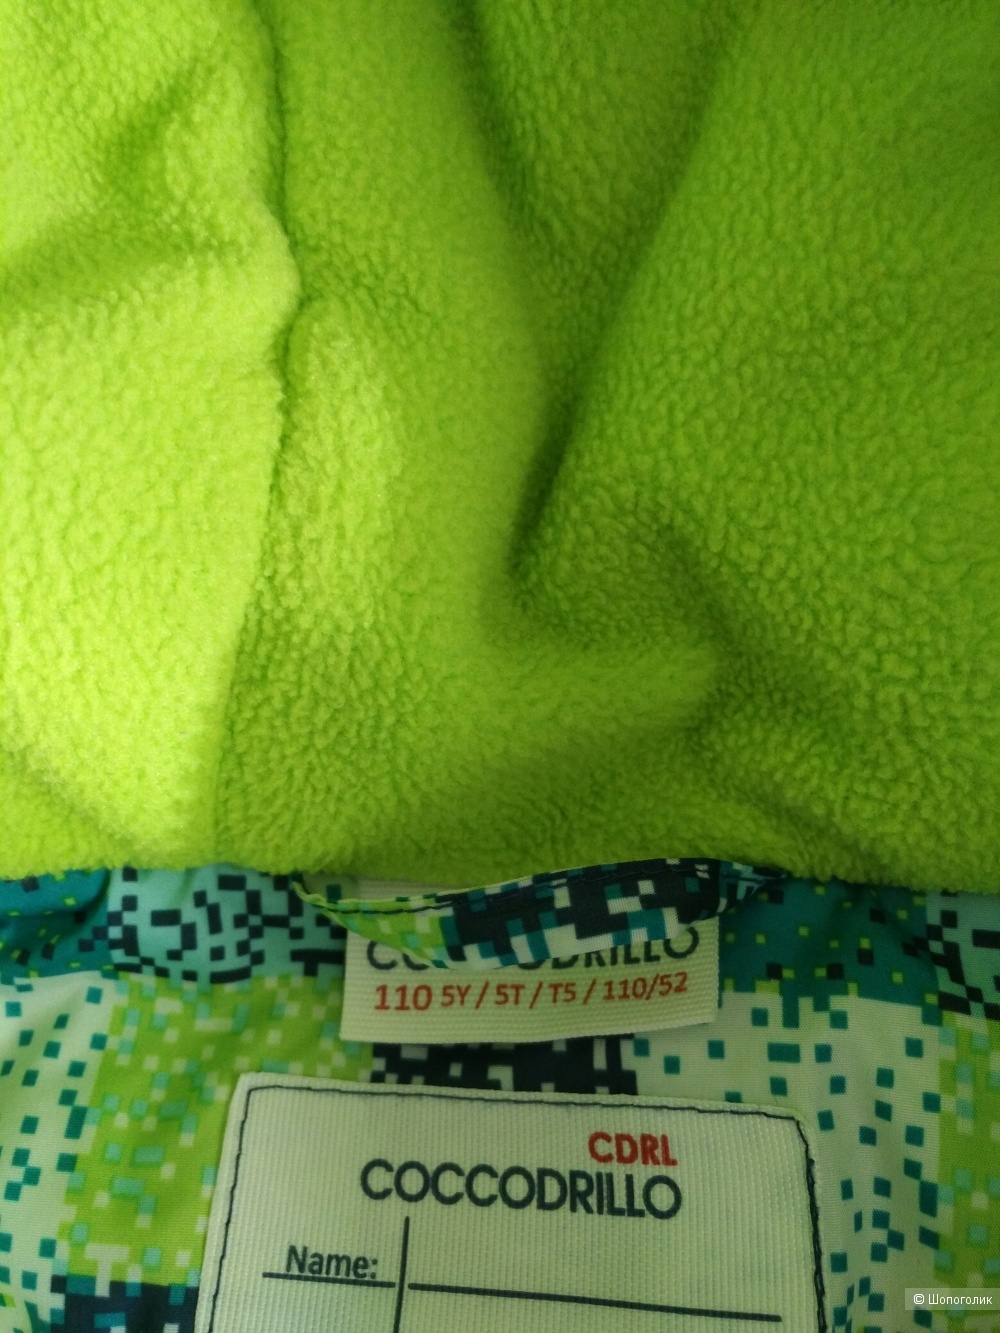 COCCODRILLO
110 5Y / 5T / T5 / 110/52
CDRL
COCCODRILLO
Name:
© Шопоголик